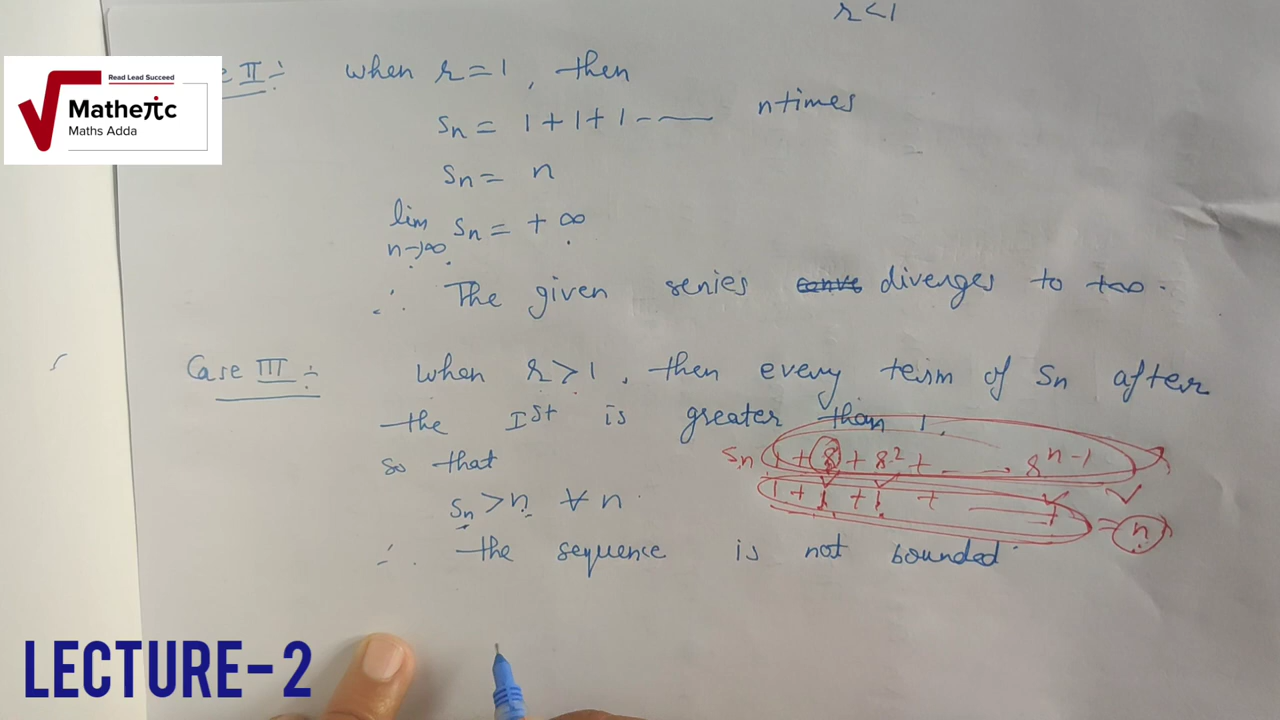 r < 1
Read Lead Succeed
Matheπc
Maths Adda
e II :- when r = 1, then
Sn = 1 + 1 + 1 - - —— n times
Sn = n
lim Sn = + ∞
n→∞
∴ The given series conve diverges to +∞.
Case III :- when r > 1, then every term of Sn after
the Ist is greater than 1.
Sn 1 + r + r² + — — r^n-1
so that
1 + 1 + 1 + —— 1 = n
Sn > n ∀ n
∴ the sequence is not bounded.
LECTURE- 2